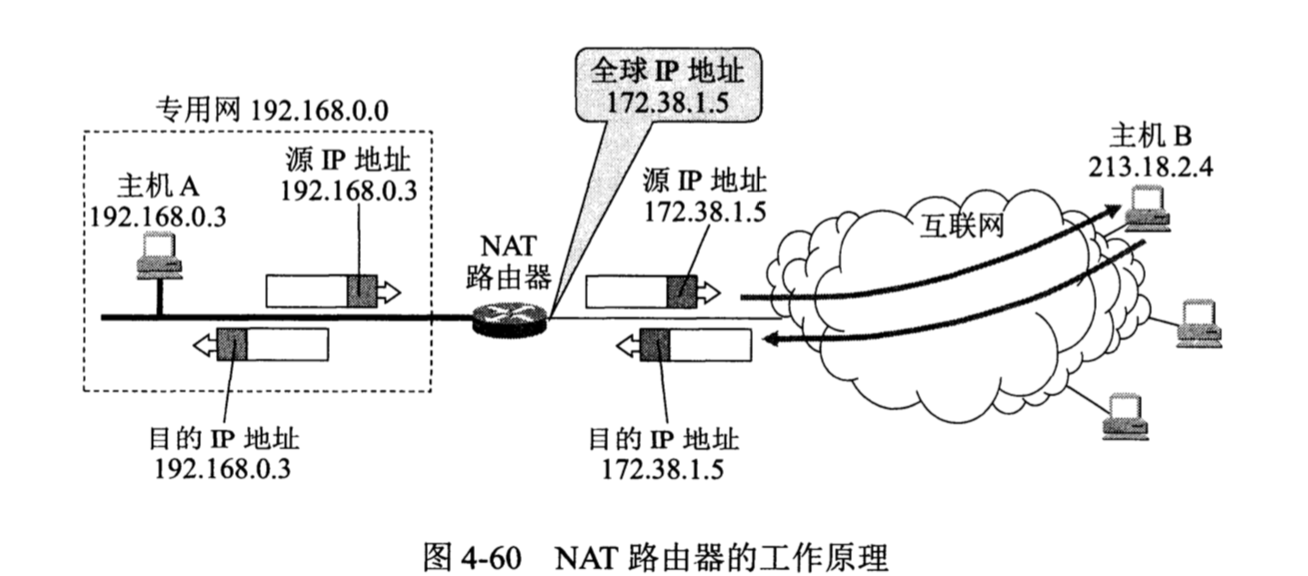 全球 IP 地址
172.38.1.5
专用网 192.168.0.0
源 IP 地址
192.168.0.3
主机 A
192.168.0.3
NAT
路由器
源 IP 地址
172.38.1.5
互联网
主机 B
213.18.2.4
目的 IP 地址
192.168.0.3
目的 IP 地址
172.38.1.5
图 4-60 NAT 路由器的工作原理